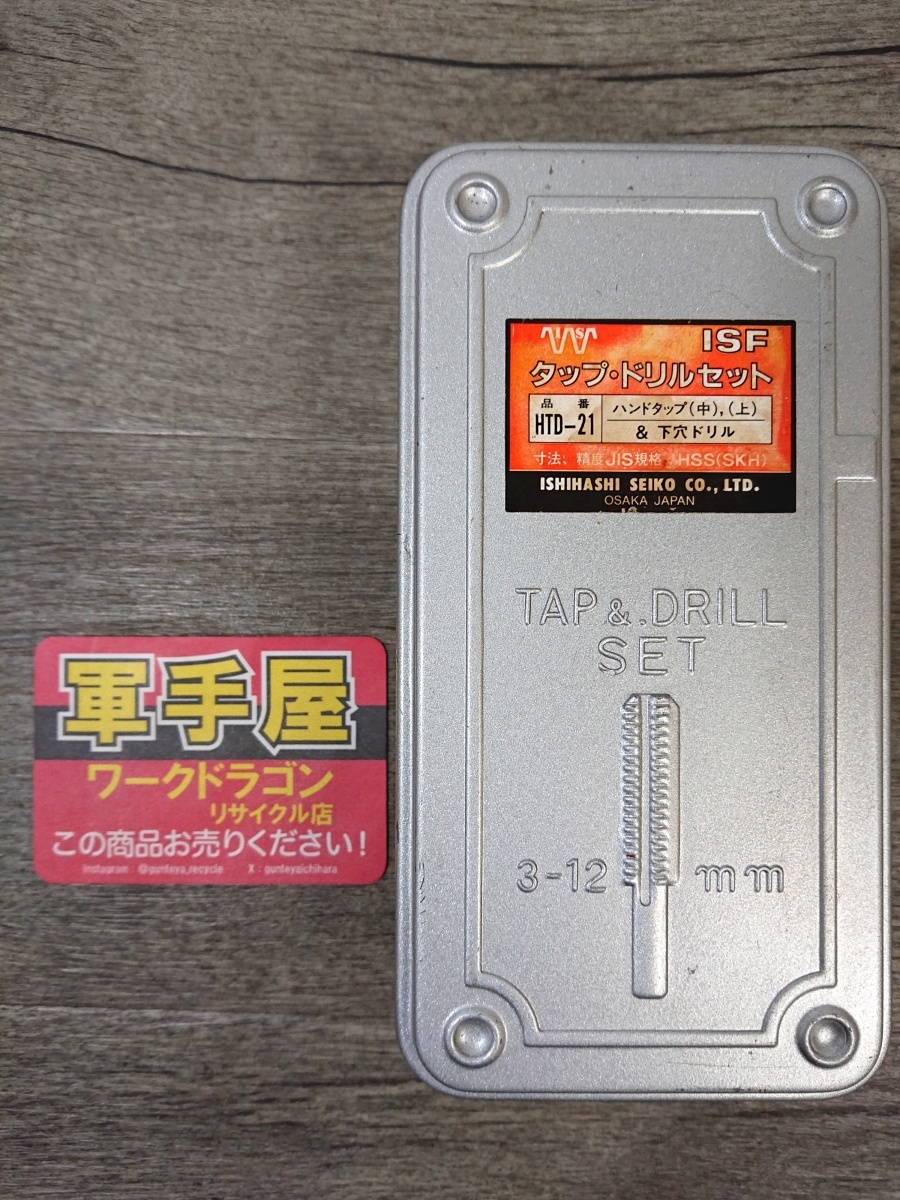 ISF
タップ・ドリルセット
品番
HTD-21
ハンドタップ(中),(上)
& 下穴ドリル
寸法、精度JIS規格 HSS(SKH)
ISHIHASHI SEIKO CO., LTD.
OSAKA JAPAN
TAP & DRILL
SET
3-12 mm
軍手屋
ワークドラゴン
リサイクル店
この商品お売りください!
Instagram : @gunteya_recycle X : gunteyaichihara